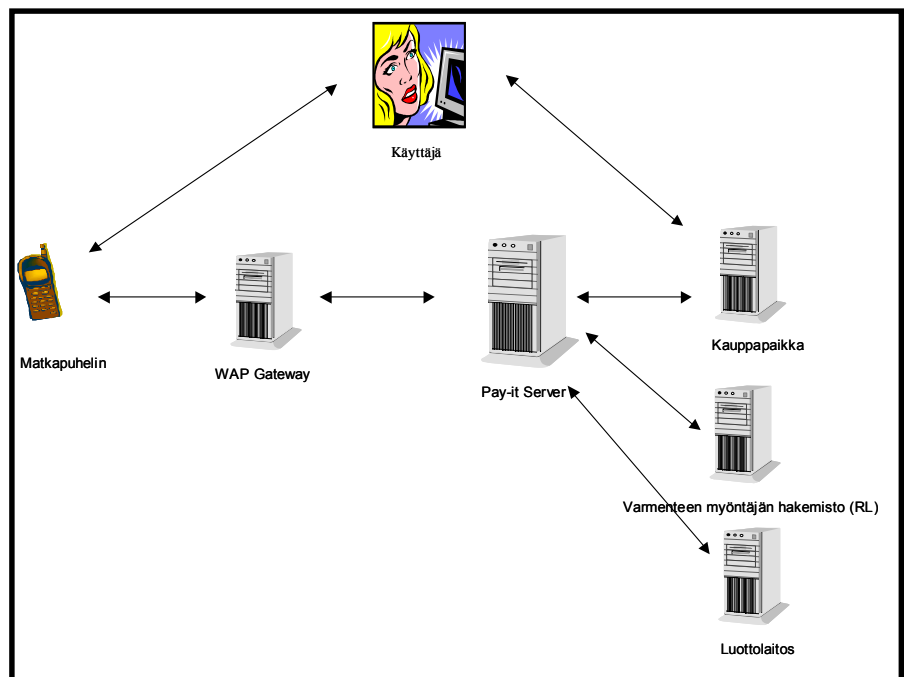 Käyttäjä
Matkapuhelin
WAP Gateway
Pay-it Server
Kauppapaikka
Varmenteen myöntäjän hakemisto (RL)
Luottolaitos